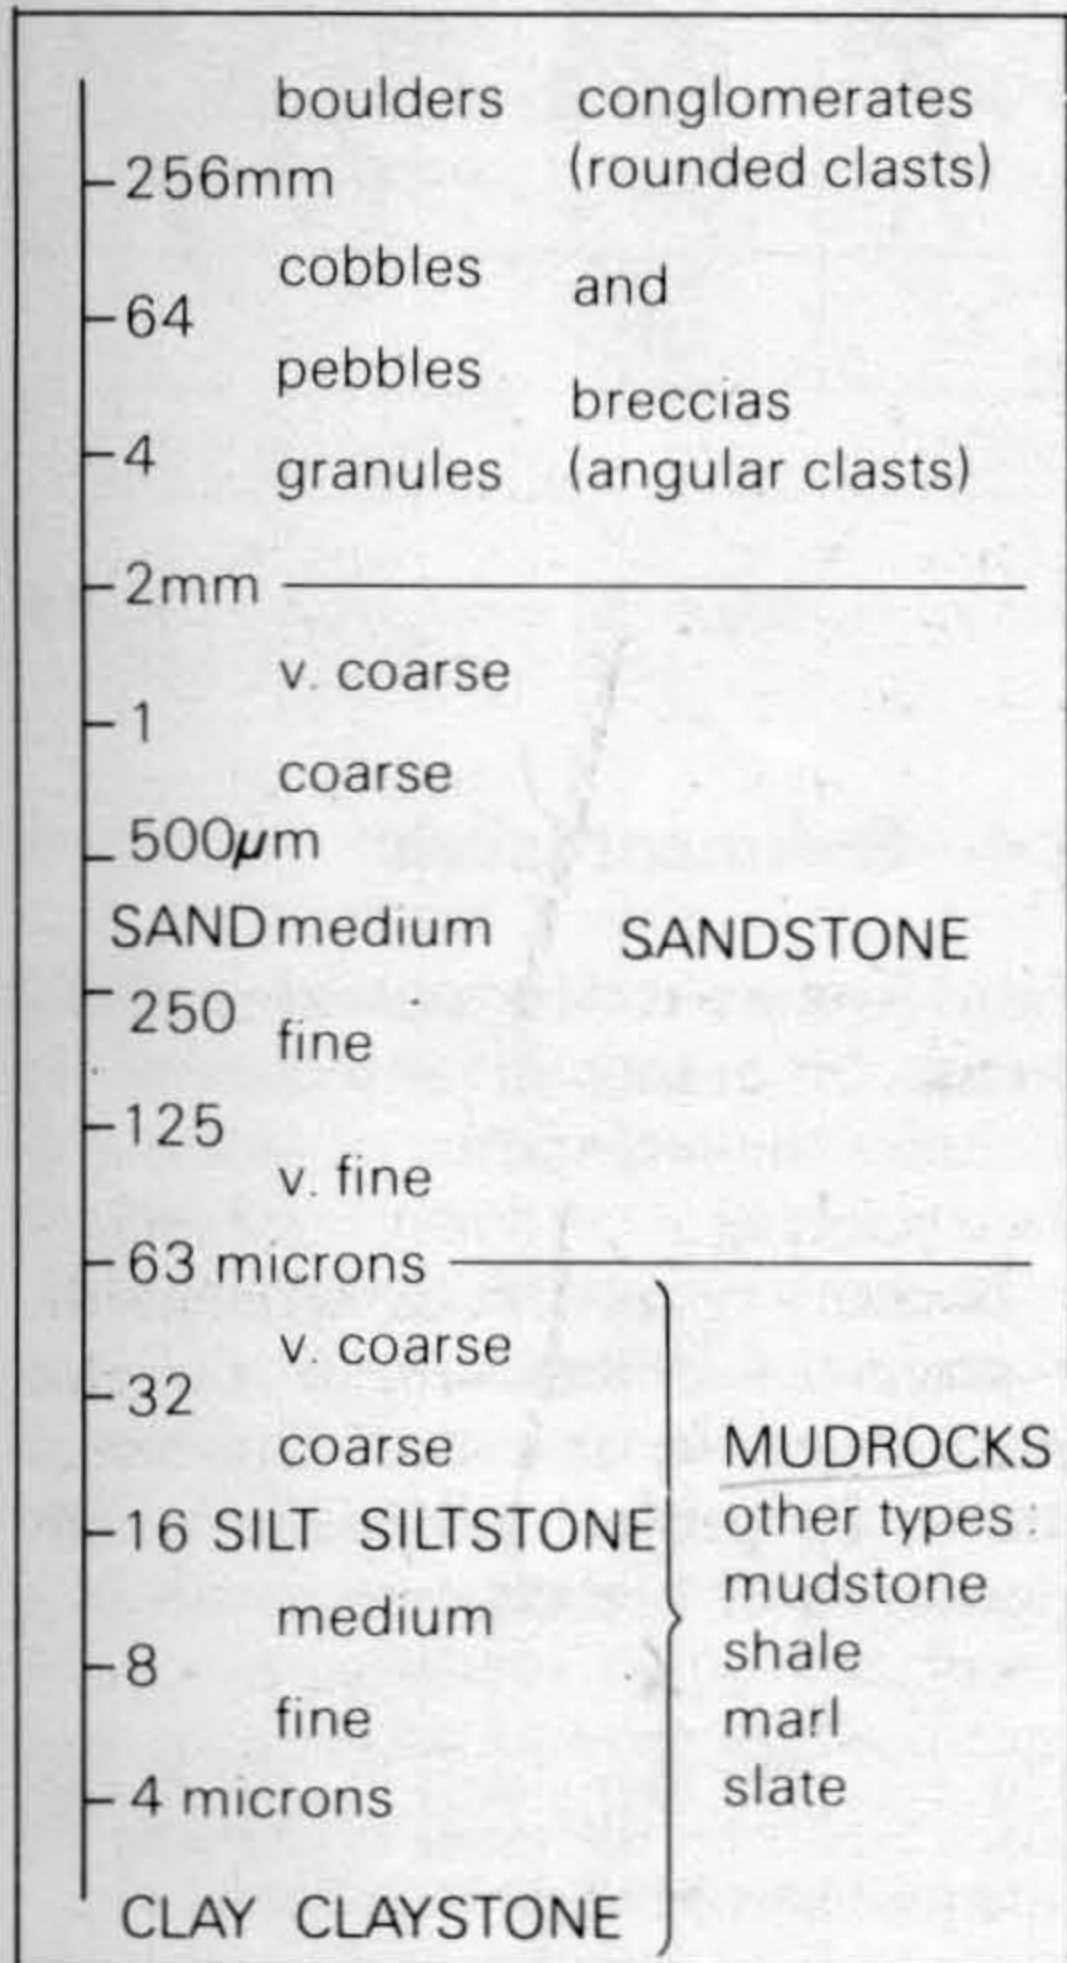 boulders conglomerates
256mm (rounded clasts)
cobbles and
64
pebbles
breccias
4 granules (angular clasts)
2mm
v. coarse
1
coarse
500µm
SAND medium SANDSTONE
250
fine
125
v. fine
63 microns
v. coarse
32
coarse MUDROCKS
16 SILT SILTSTONE other types:
mudstone
medium
shale
8
fine marl
4 microns slate
CLAY CLAYSTONE